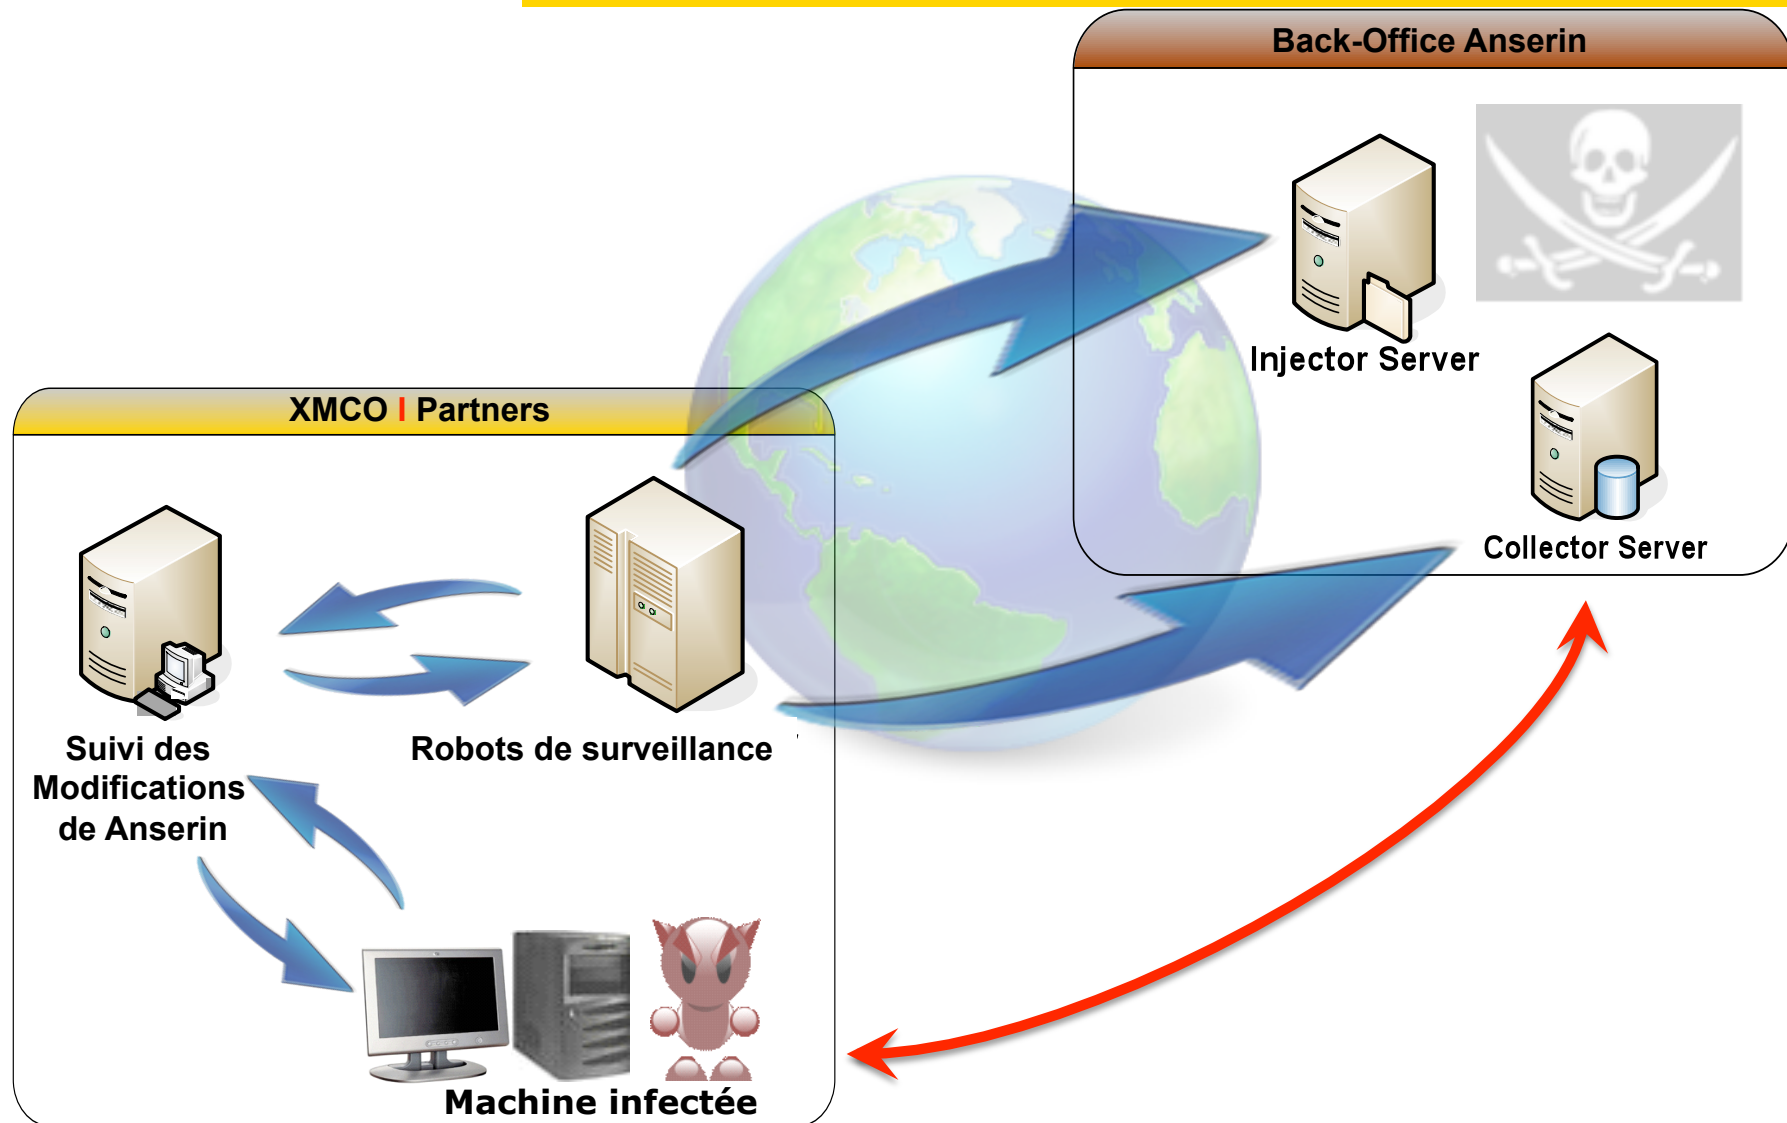 Back-Office Anserin
Injector Server
Collector Server
XMCO I Partners
Suivi des
Modifications
de Anserin
Robots de surveillance
Machine infectée